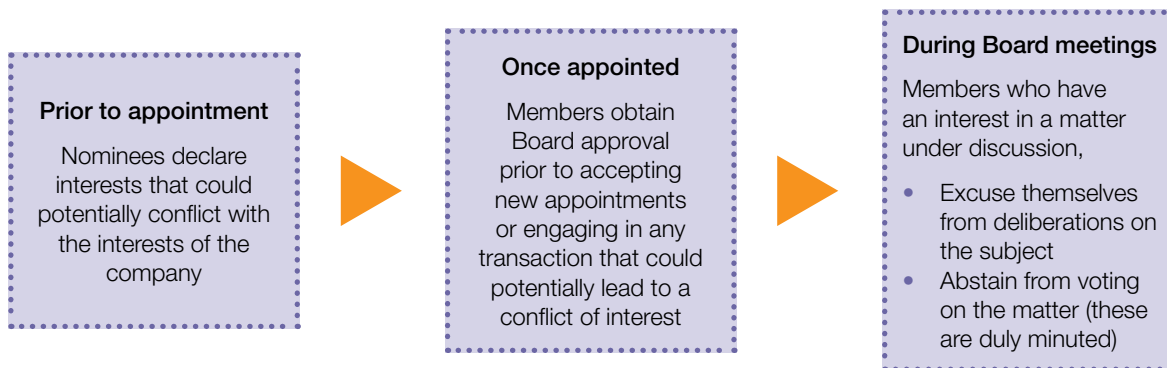 Prior to appointment
Nominees declare
interests that could
potentially conflict with
the interests of the
company
Once appointed
Members obtain
Board approval
prior to accepting
new appointments
or engaging in any
transaction that could
potentially lead to a
conflict of interest
During Board meetings
Members who have
an interest in a matter
under discussion,
• Excuse themselves
from deliberations on
the subject
• Abstain from voting
on the matter (these
are duly minuted)